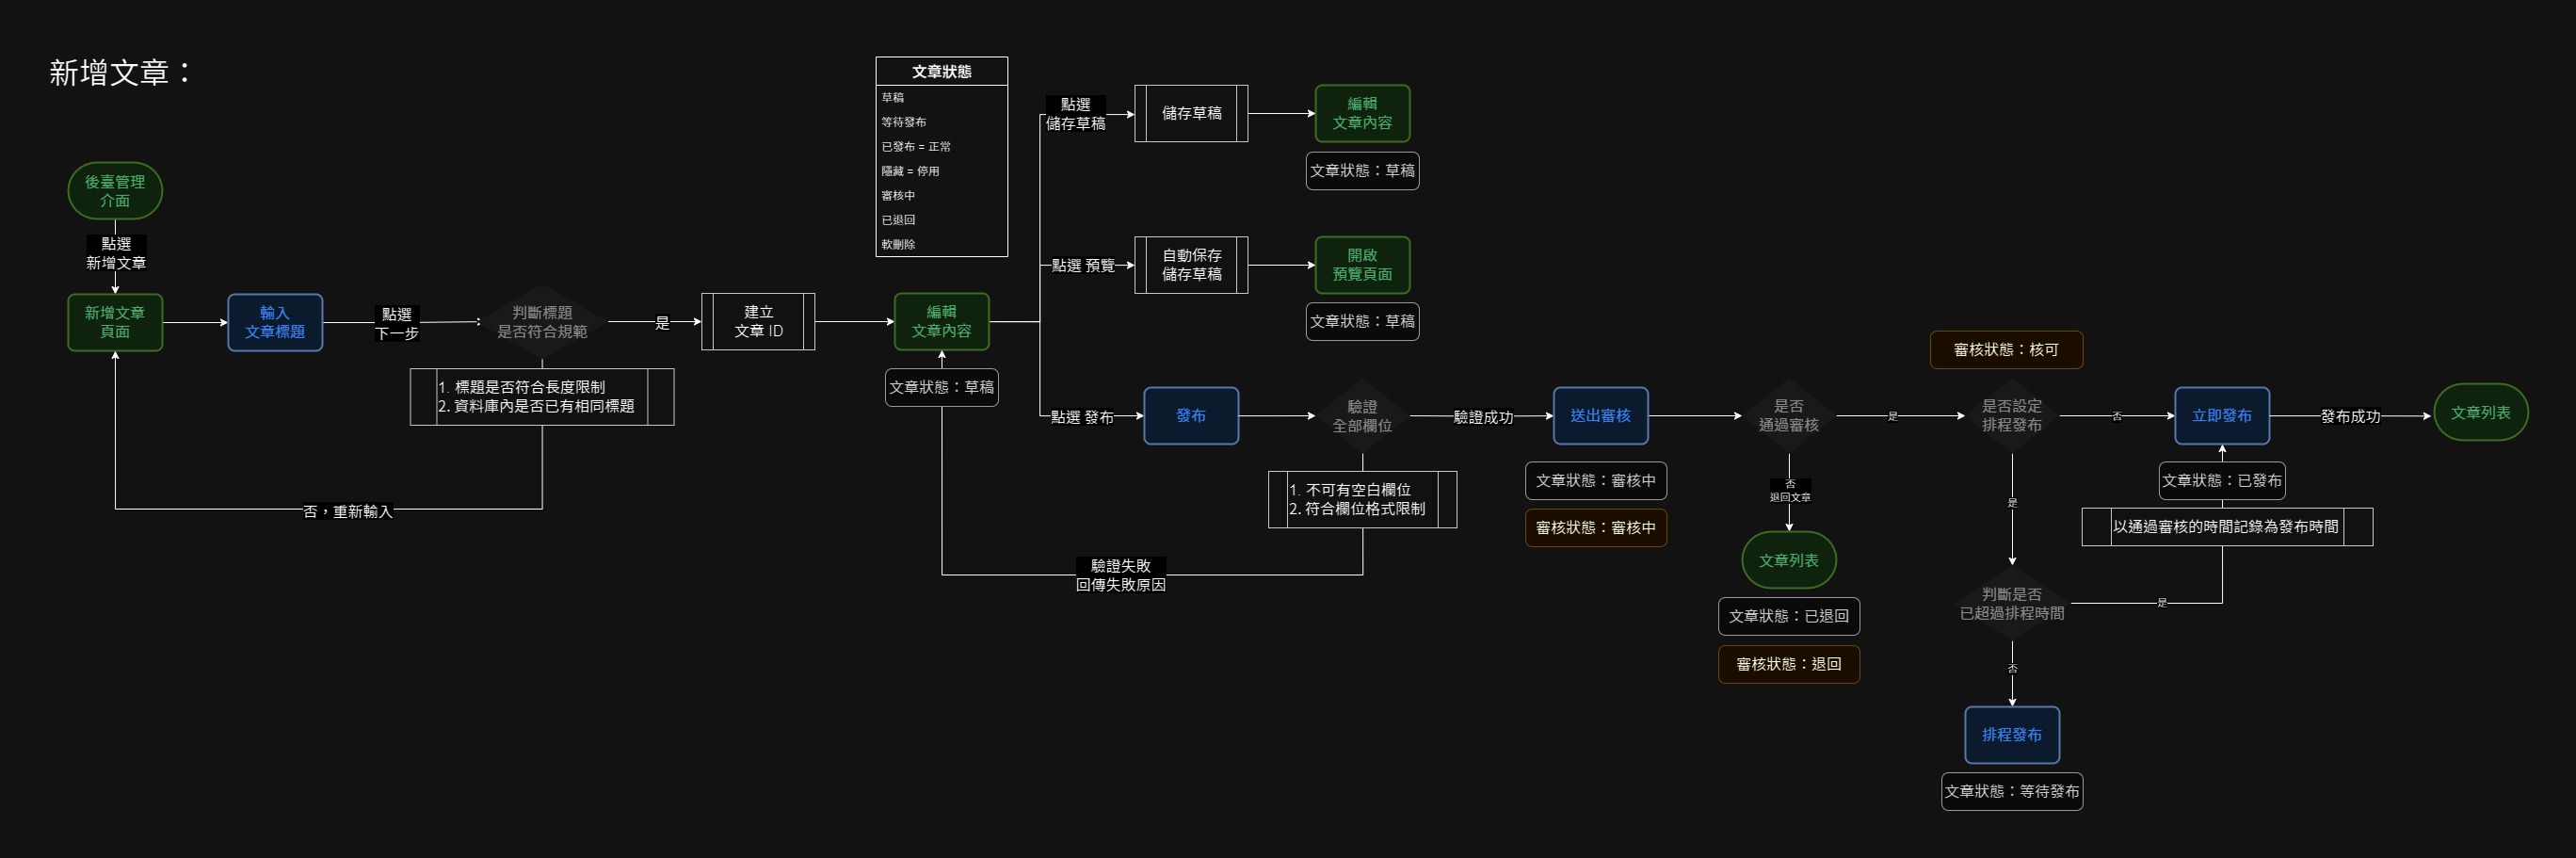 新增文章：
文章狀態
草稿
等待發布
已發布 = 正常
隱藏 = 停用
審核中
已退回
軟刪除
後臺管理
介面
點選
新增文章
新增文章
頁面
輸入
文章標題
點選
下一步
判斷標題
是否符合規範
1. 標題是否符合長度限制
2. 資料庫內是否已有相同標題
否，重新輸入
是
建立
文章 ID
編輯
文章內容
文章狀態：草稿
點選
儲存草稿
儲存草稿
編輯
文章內容
文章狀態：草稿
點選 預覽
自動保存
儲存草稿
開啟
預覽頁面
文章狀態：草稿
點選 發布
發布
驗證
全部欄位
1. 不可有空白欄位
2. 符合欄位格式限制
驗證失敗
回傳失敗原因
驗證成功
送出審核
文章狀態：審核中
審核狀態：審核中
是否
通過審核
否
退回文章
文章列表
文章狀態：已退回
審核狀態：退回
是
審核狀態：核可
是否設定
排程發布
是
判斷是否
已超過排程時間
否
排程發布
文章狀態：等待發布
是
否
立即發布
文章狀態：已發布
以通過審核的時間記錄為發布時間
發布成功
文章列表